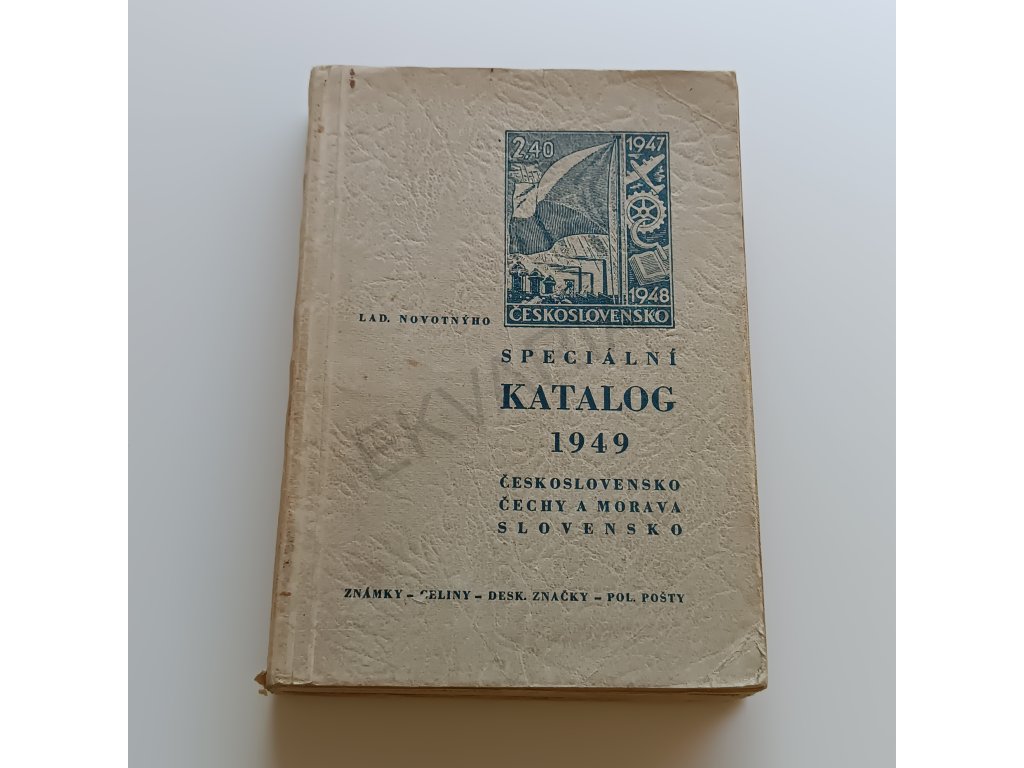 2,40
1947
1948
ČESKOSLOVENSKO
LAD. NOVOTNÝHO
SPECIÁLNÍ
KATALOG
1949
ČESKOSLOVENSKO
ČECHY A MORAVA
SLOVENSKO
ZNÁMKY – CELINY – DESK. ZNAČKY – POL. POŠTY